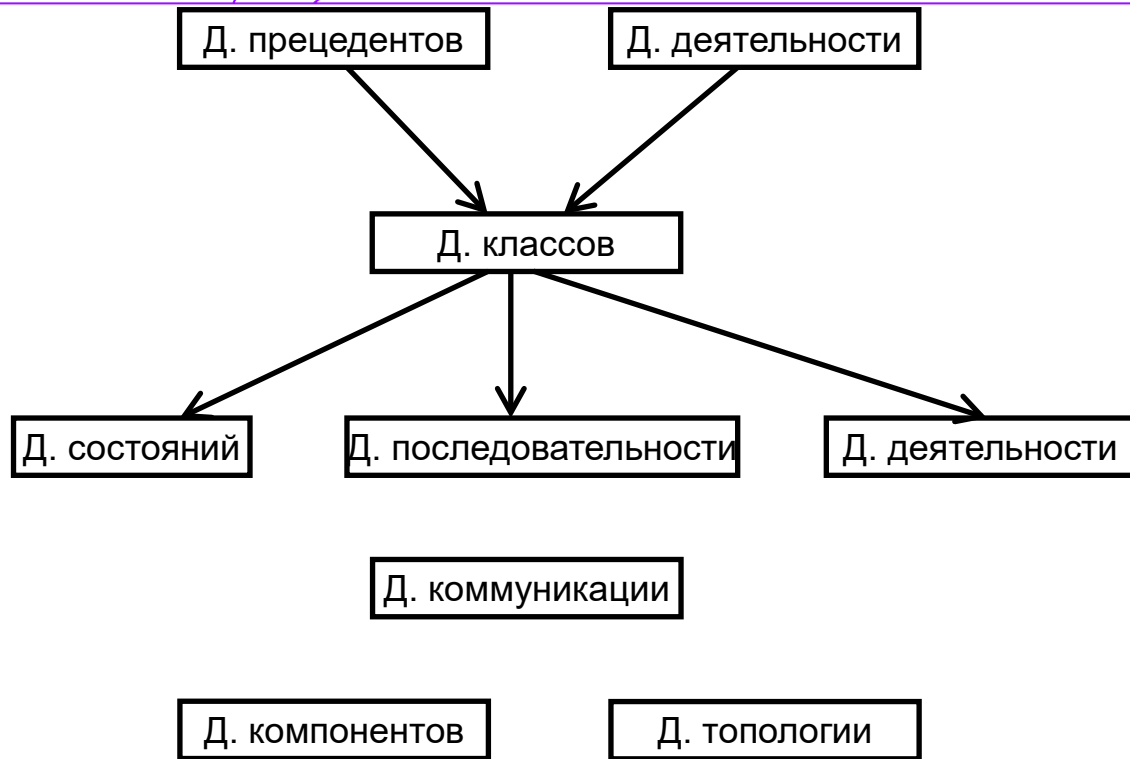 Д. прецедентов
Д. деятельности
Д. классов
Д. состояний
Д. последовательности
Д. деятельности
Д. коммуникации
Д. компонентов
Д. топологии